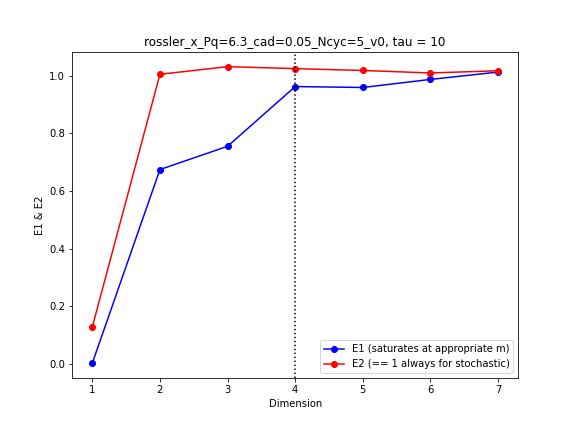 rossler_x_Pq=6.3_cad=0.05_Ncyc=5_v0, tau = 10
1.0
0.8
0.6
0.4
0.2
0.0
E1 & E2
E1 (saturates at appropriate m)
E2 (== 1 always for stochastic)
1 2 3 4 5 6 7
Dimension